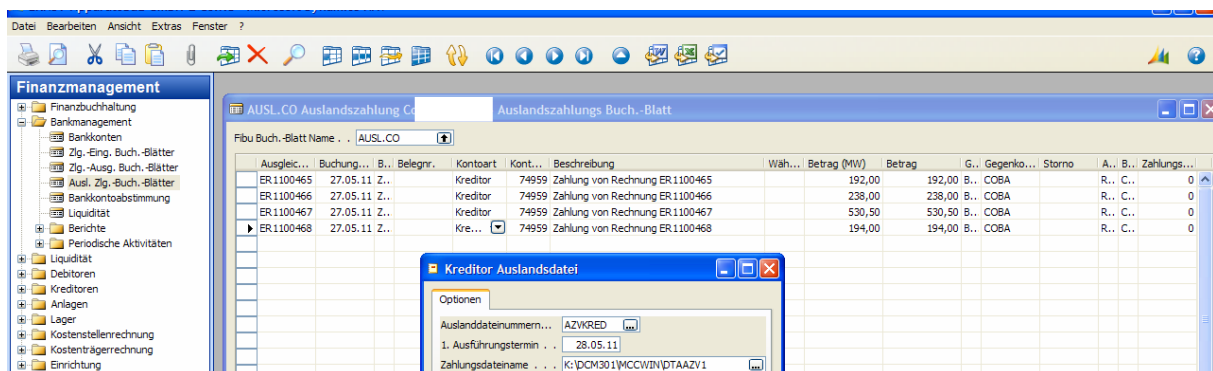 Datei Bearbeiten Ansicht Extras Fenster ?
Finanzmanagement
Finanzbuchhaltung
Bankmanagement
Bankkonten
Zlg.-Eing. Buch.-Blätter
Zlg.-Ausg. Buch.-Blätter
Ausl. Zlg.-Buch.-Blätter
Bankkontoabstimmung
Liquidität
Berichte
Periodische Aktivitäten
Liquidität
Debitoren
Kreditoren
Anlagen
Lager
Kostenstellenrechnung
Kostenträgerrechnung
Einrichtung
AUSL.CO Auslandszahlung Co Auslandszahlungs Buch.-Blatt
Fibu Buch.-Blatt Name . . AUSL.CO
Ausgleic... Buchung... B.. Belegnr. Kontoart Kont... Beschreibung Wäh... Betrag (MW) Betrag G.. Gegenko... Storno A.. B.. Zahlungs...
ER1100465 27.05.11 Z.. Kreditor 74959 Zahlung von Rechnung ER1100465 192,00 192,00 B.. COBA R.. C.. 0
ER1100466 27.05.11 Z.. Kreditor 74959 Zahlung von Rechnung ER1100466 238,00 238,00 B.. COBA R.. C.. 0
ER1100467 27.05.11 Z.. Kreditor 74959 Zahlung von Rechnung ER1100467 530,50 530,50 B.. COBA R.. C.. 0
ER1100468 27.05.11 Z.. Kre... 74959 Zahlung von Rechnung ER1100468 194,00 194,00 B.. COBA R.. C.. 0
Kreditor Auslandsdatei
Optionen
Auslanddateinummern... AZVKRED
1. Ausführungstermin . . 28.05.11
Zahlungsdateiname . . . K:\DCM301\MCCWIN\DTAAZV1